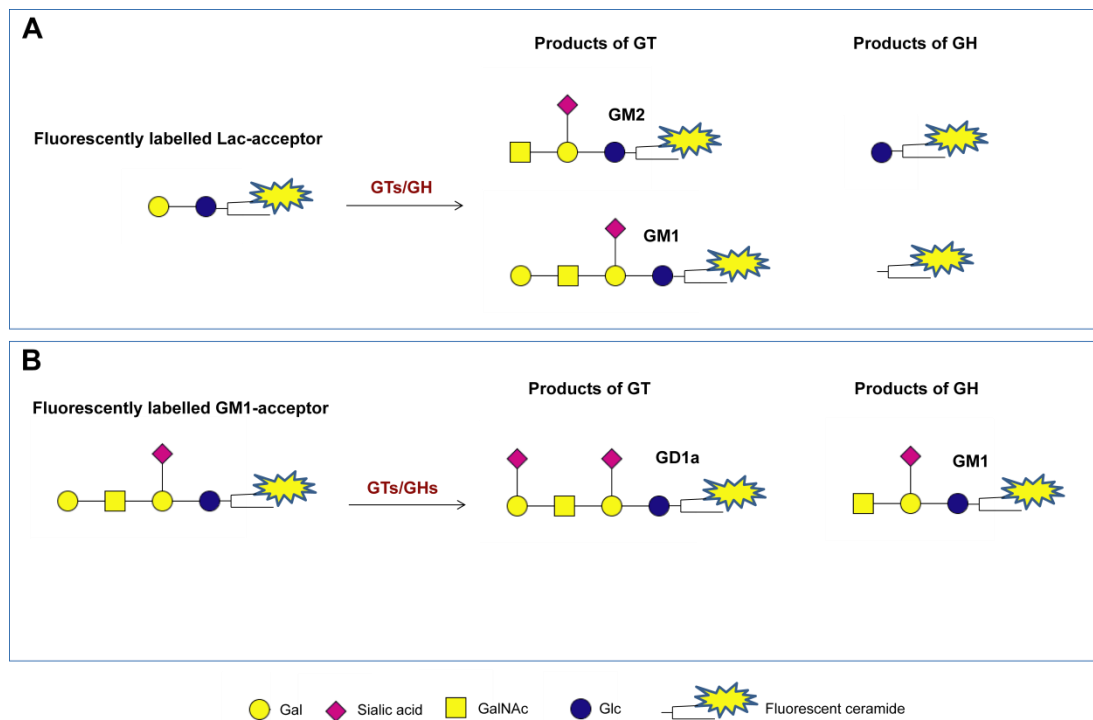 A
Products of GT
Products of GH
GM2
Fluorescently labelled Lac-acceptor
GTs/GH
GM1
B
Products of GT
Products of GH
Fluorescently labelled GM1-acceptor
GD1a
GM1
GTs/GHs
Gal
Sialic acid
GalNAc
Glc
Fluorescent ceramide